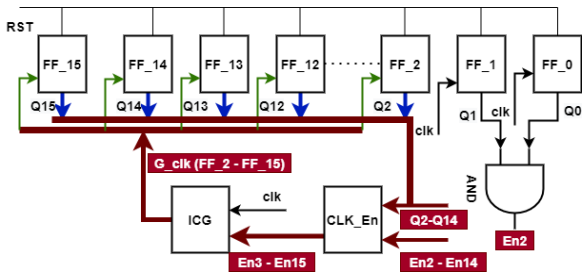 RST
FF_15
FF_14
FF_13
FF_12
FF_2
FF_1
FF_0
Q15
Q14
Q13
Q12
Q2
clk
Q1
clk
Q0
G_clk (FF_2 - FF_15)
AND
clk
ICG
CLK_En
Q2-Q14
En2
En3 - En15
En2 - En14